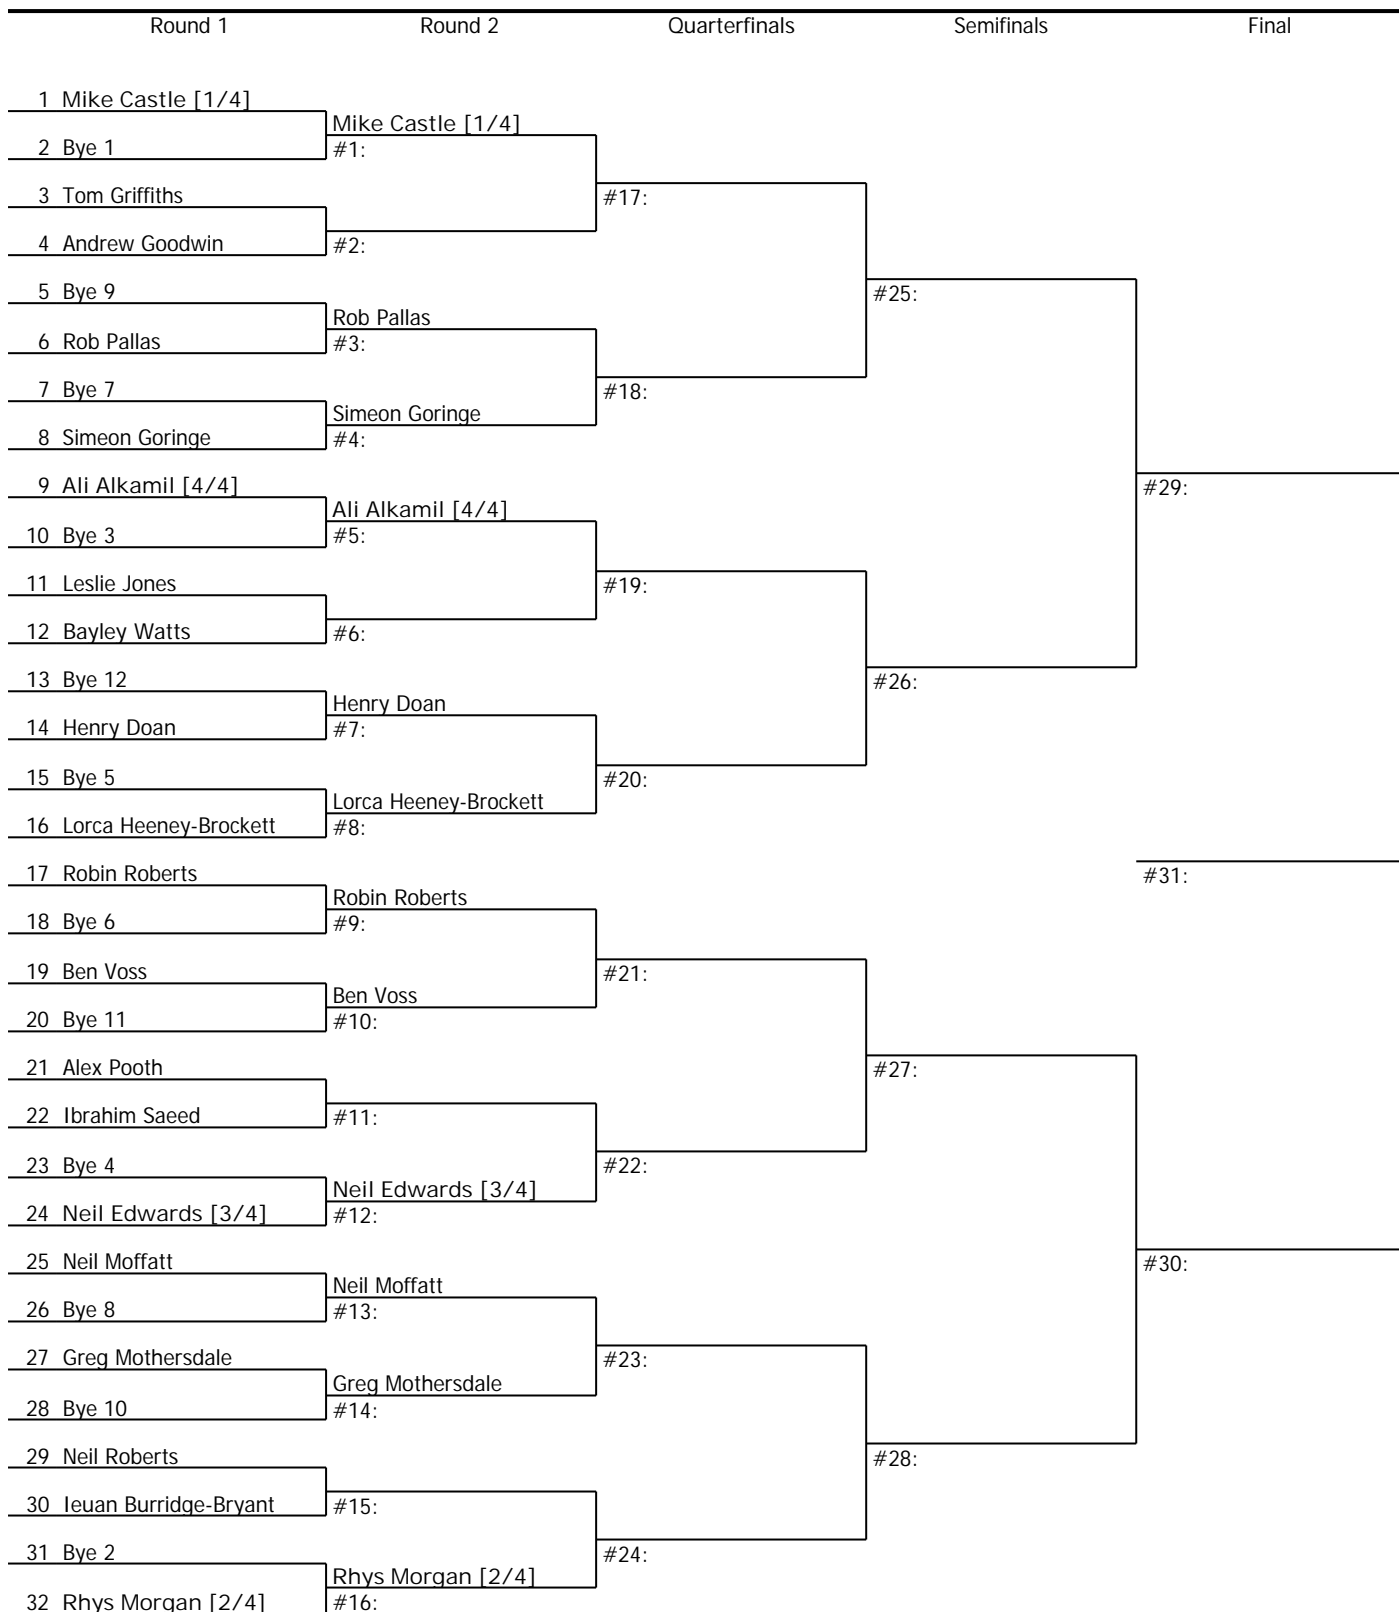 Round 1 Round 2 Quarterfinals Semifinals Final
1 Mike Castle [1/4]
Mike Castle [1/4]
2 Bye 1
#1:
3 Tom Griffiths
#17:
4 Andrew Goodwin
#2:
5 Bye 9
#25:
Rob Pallas
6 Rob Pallas
#3:
7 Bye 7
#18:
Simeon Goringe
8 Simeon Goringe
#4:
9 Ali Alkamil [4/4]
#29:
Ali Alkamil [4/4]
10 Bye 3
#5:
11 Leslie Jones
#19:
12 Bayley Watts
#6:
13 Bye 12
#26:
Henry Doan
14 Henry Doan
#7:
15 Bye 5
#20:
Lorca Heeney-Brockett
16 Lorca Heeney-Brockett
#8:
17 Robin Roberts
#31:
Robin Roberts
18 Bye 6
#9:
19 Ben Voss
#21:
Ben Voss
20 Bye 11
#10:
21 Alex Pooth
#27:
22 Ibrahim Saeed
#11:
23 Bye 4
#22:
Neil Edwards [3/4]
24 Neil Edwards [3/4]
#12:
25 Neil Moffatt
#30:
Neil Moffatt
26 Bye 8
#13:
27 Greg Mothersdale
#23:
Greg Mothersdale
28 Bye 10
#14:
29 Neil Roberts
#28:
30 Ieuan Burridge-Bryant
#15:
31 Bye 2
#24:
Rhys Morgan [2/4]
32 Rhys Morgan [2/4]
#16: